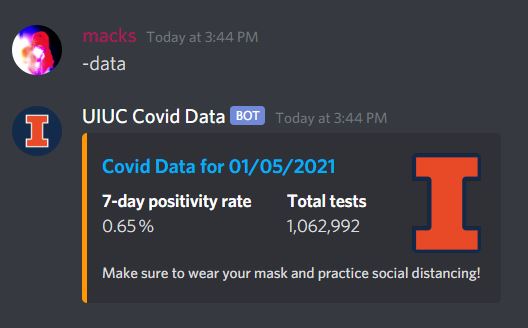 macks Today at 3:44 PM
-data
UIUC Covid Data BOT Today at 3:44 PM
Covid Data for 01/05/2021
7-day positivity rate Total tests
0.65% 1,062,992
Make sure to wear your mask and practice social distancing!